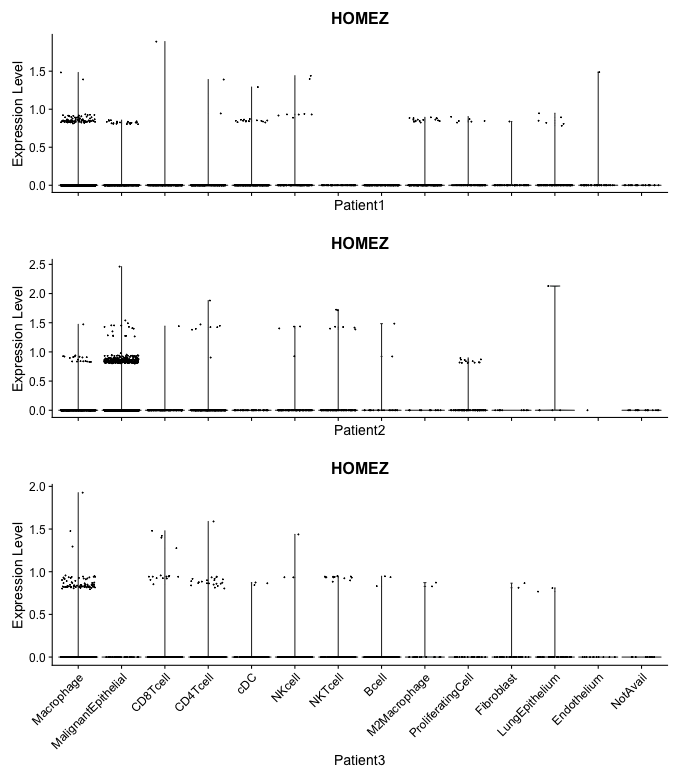 HOMEZ
Expression Level
1.5
1.0
0.5
0.0
Patient1
HOMEZ
Expression Level
2.5
2.0
1.5
1.0
0.5
0.0
Patient2
HOMEZ
Expression Level
2.0
1.5
1.0
0.5
0.0
Macrophage MalignantEpithelial CD8Tcell CD4Tcell cDC NKcell NKTcell Bcell M2Macrophage ProliferatingCell Fibroblast LungEpithelium Endothelium NotAvail
Patient3